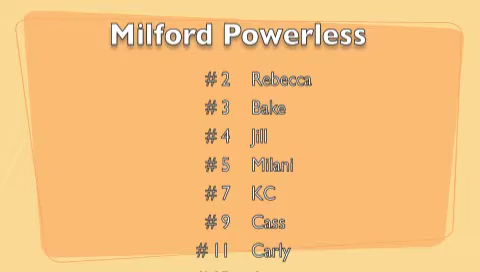 Milford Powerless
#2 Rebecca
#3 Bake
#4 Jill
#5 Milani
#7 KC
#9 Cass
#11 Carly